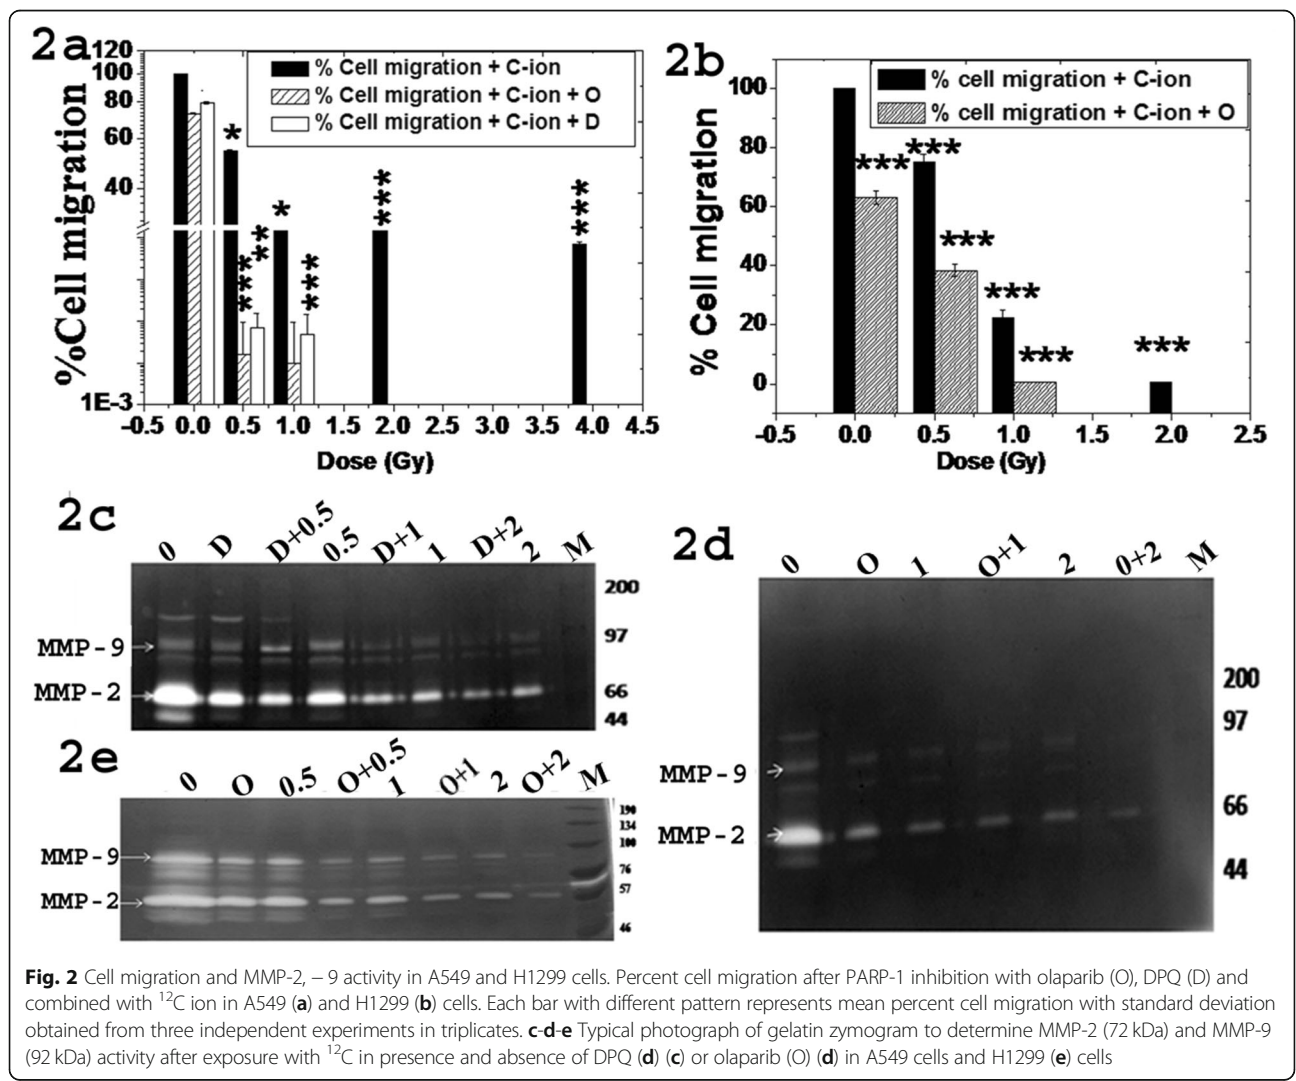 2a
120
100
80
60
40
1E-3
%Cell migration
% Cell migration + C-ion
% Cell migration + C-ion + O
% Cell migration + C-ion + D
*
*
***
***
***
**
***
-0.5 0.0 0.5 1.0 1.5 2.0 2.5 3.0 3.5 4.0 4.5
Dose (Gy)
2b
100
80
60
40
20
0
% Cell migration
% cell migration + C-ion
% cell migration + C-ion + O
***
***
***
***
***
***
-0.5 0.0 0.5 1.0 1.5 2.0 2.5
Dose (Gy)
2c
0 D D+0.5 0.5 D+1 1 D+2 2 M
MMP-9
MMP-2
200
97
66
44
2d
0 O 1 O+1 2 0+2 M
MMP-9
MMP-2
200
97
66
44
2e
0 O 0.5 O+0.5 1 O+1 2 O+2 M
MMP-9
MMP-2
190
134
100
76
57
46
Fig. 2 Cell migration and MMP-2, − 9 activity in A549 and H1299 cells. Percent cell migration after PARP-1 inhibition with olaparib (O), DPQ (D) and
combined with 12C ion in A549 (a) and H1299 (b) cells. Each bar with different pattern represents mean percent cell migration with standard deviation
obtained from three independent experiments in triplicates. c-d-e Typical photograph of gelatin zymogram to determine MMP-2 (72 kDa) and MMP-9
(92 kDa) activity after exposure with 12C in presence and absence of DPQ (d) (c) or olaparib (O) (d) in A549 cells and H1299 (e) cells